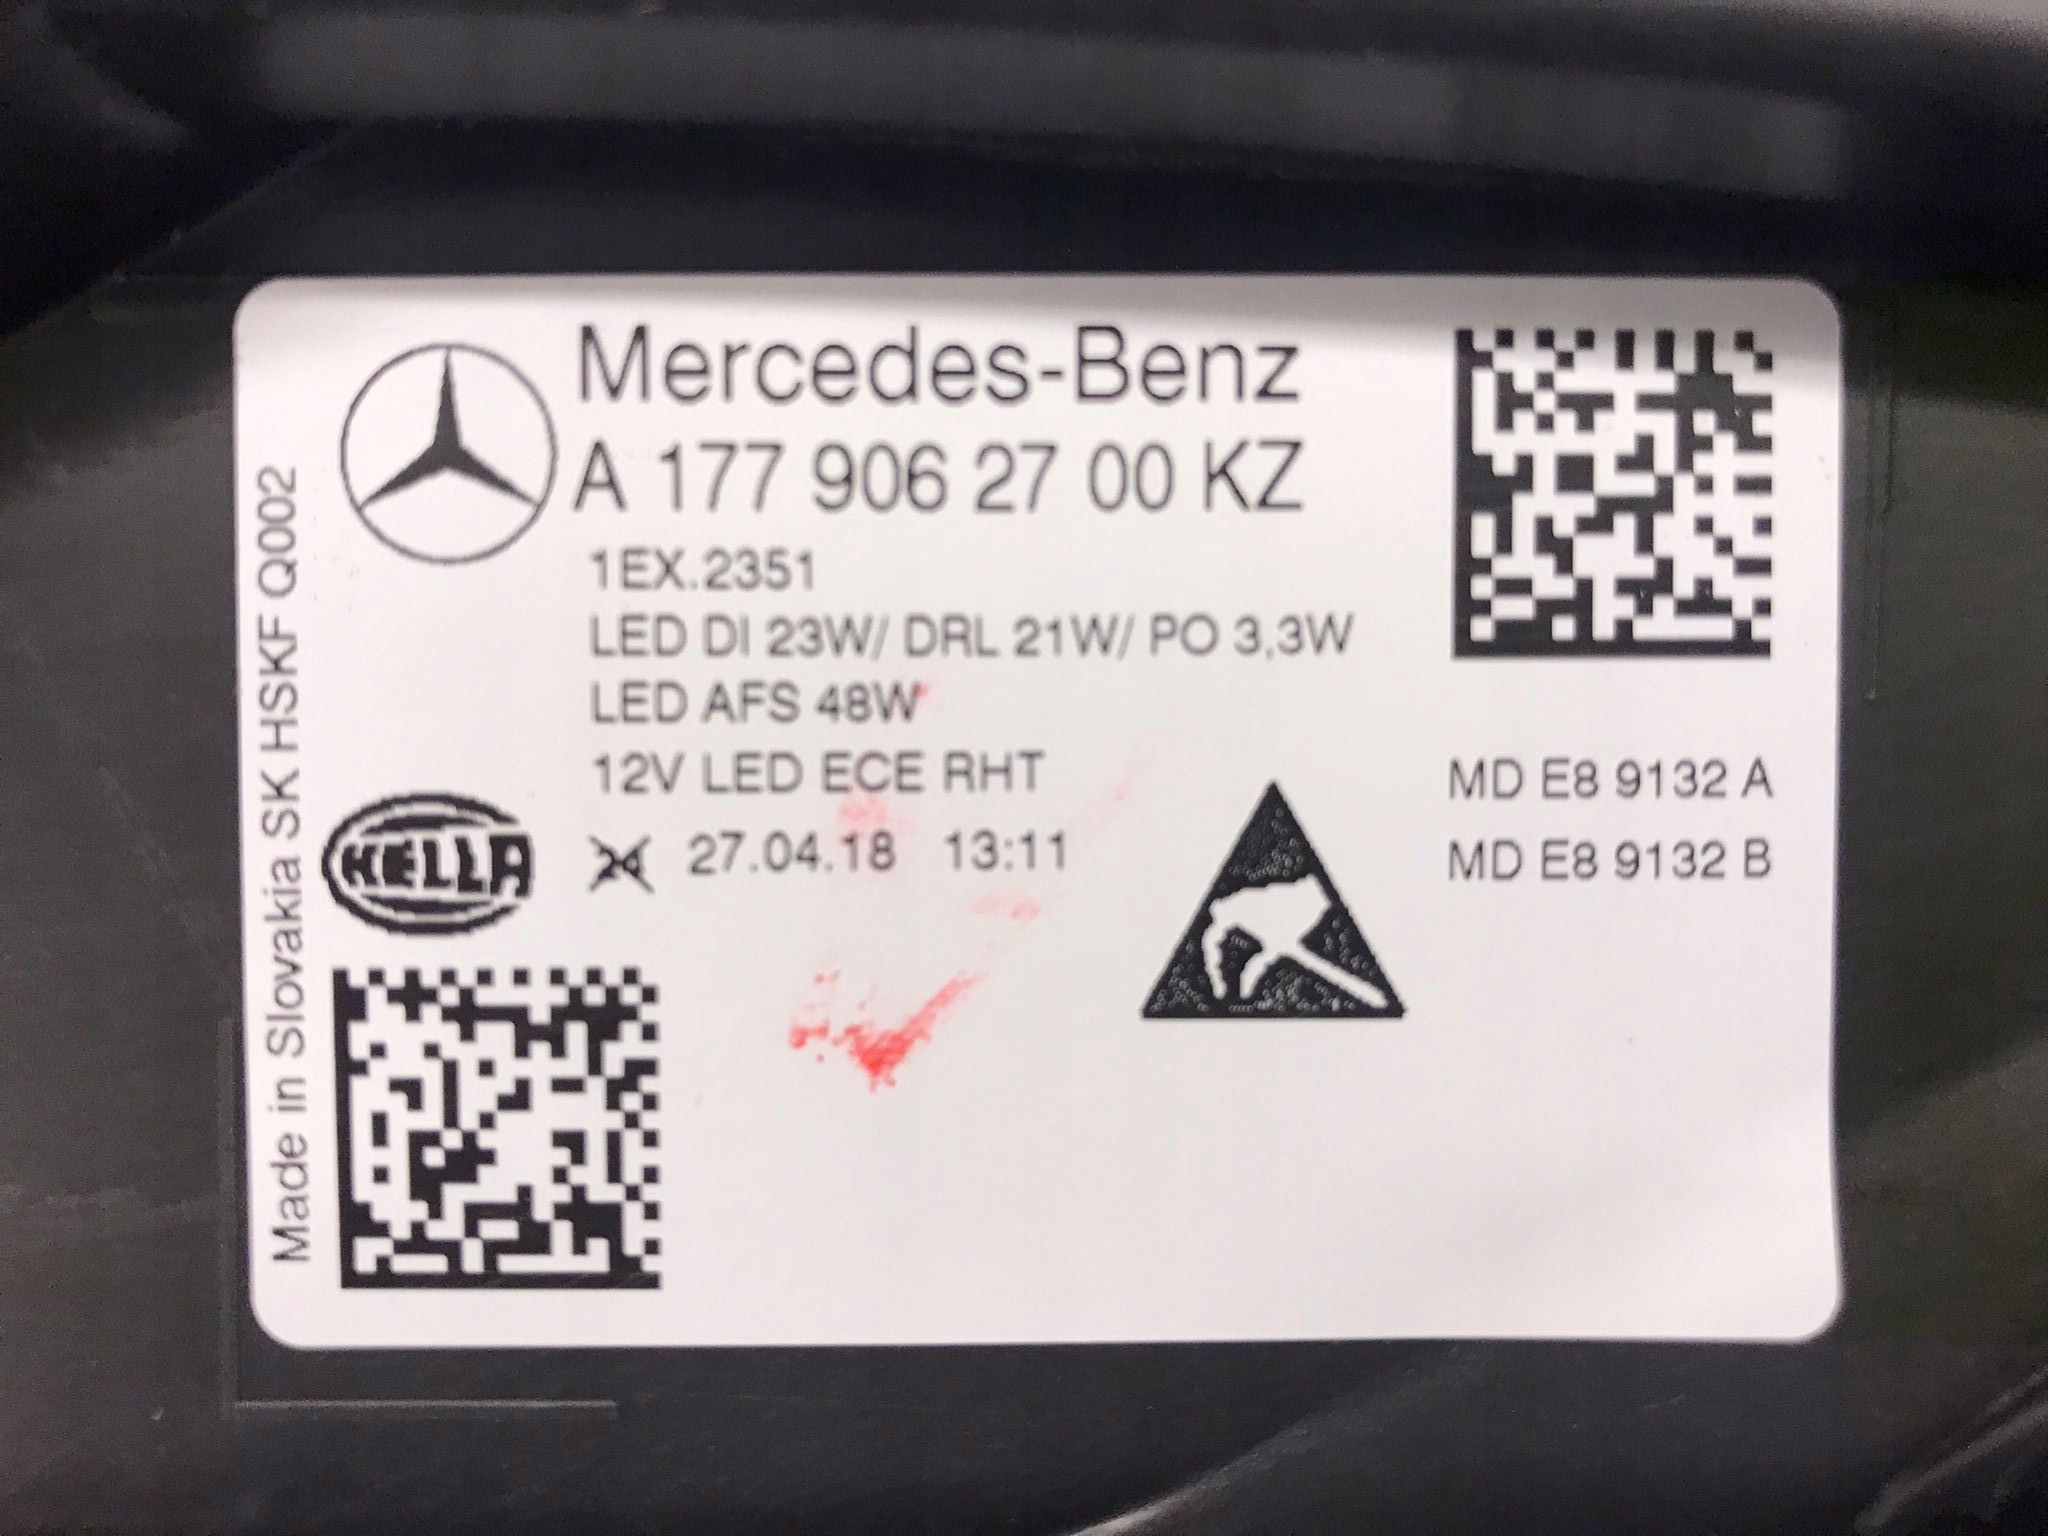 Mercedes-Benz
A 177 906 27 00 KZ
1EX.2351
LED DI 23W/ DRL 21W/ PO 3,3W
LED AFS 48W
12V LED ECE RHT
27.04.18 13:11
MD E8 9132 A
MD E8 9132 B
HELLA
Made in Slovakia SK HSKF Q002